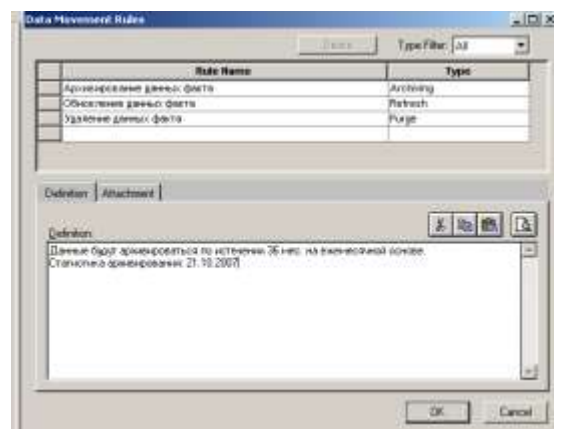 Data Movement Rules
Delete Type Filter: All
Rule Name Type
Архивирование данных факта Archiving
Обновление данных факта Refresh
Удаление данных факта Purge
Definition Attachment
Definition:
Данные будут архивироваться по истечении 36 мес. на ежемесячной основе.
Статистика архивирования: 21.10.2007
OK Cancel